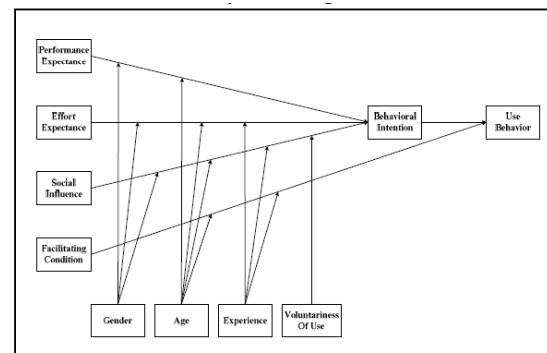 Performance
Expectance
Effort
Expectance
Behavioral
Intention
Use
Behavior
Social
Influence
Facilitating
Condition
Gender
Age
Experience
Voluntariness
Of Use